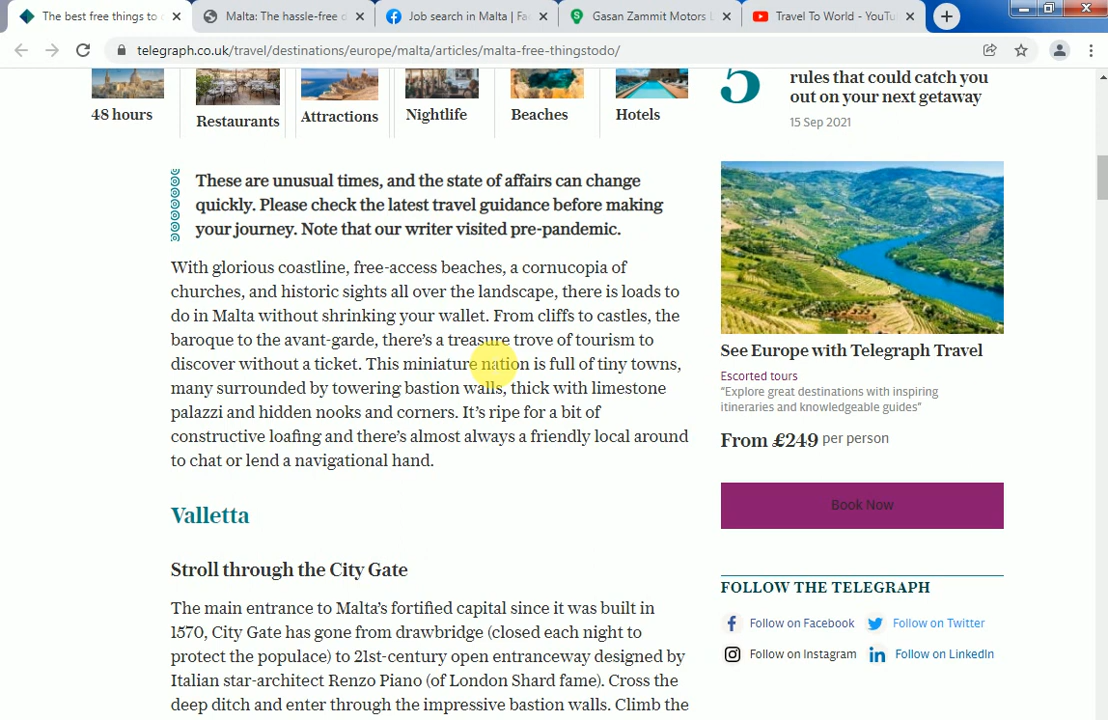 The best free things to
Malta: The hassle-free d
Job search in Malta | Fa
Gasan Zammit Motors L
Travel To World - YouTu
telegraph.co.uk/travel/destinations/europe/malta/articles/malta-free-thingstodo/
48 hours
Restaurants
Attractions
Nightlife
Beaches
Hotels
5
rules that could catch you
out on your next getaway
15 Sep 2021
These are unusual times, and the state of affairs can change
quickly. Please check the latest travel guidance before making
your journey. Note that our writer visited pre-pandemic.
With glorious coastline, free-access beaches, a cornucopia of
churches, and historic sights all over the landscape, there is loads to
do in Malta without shrinking your wallet. From cliffs to castles, the
baroque to the avant-garde, there's a treasure trove of tourism to
discover without a ticket. This miniature nation is full of tiny towns,
many surrounded by towering bastion walls, thick with limestone
palazzi and hidden nooks and corners. It's ripe for a bit of
constructive loafing and there's almost always a friendly local around
to chat or lend a navigational hand.
Valletta
Stroll through the City Gate
The main entrance to Malta's fortified capital since it was built in
1570, City Gate has gone from drawbridge (closed each night to
protect the populace) to 21st-century open entranceway designed by
Italian star-architect Renzo Piano (of London Shard fame). Cross the
deep ditch and enter through the impressive bastion walls. Climb the
See Europe with Telegraph Travel
Escorted tours
"Explore great destinations with inspiring
itineraries and knowledgeable guides"
From £249 per person
Book Now
FOLLOW THE TELEGRAPH
Follow on Facebook
Follow on Twitter
Follow on Instagram
Follow on LinkedIn